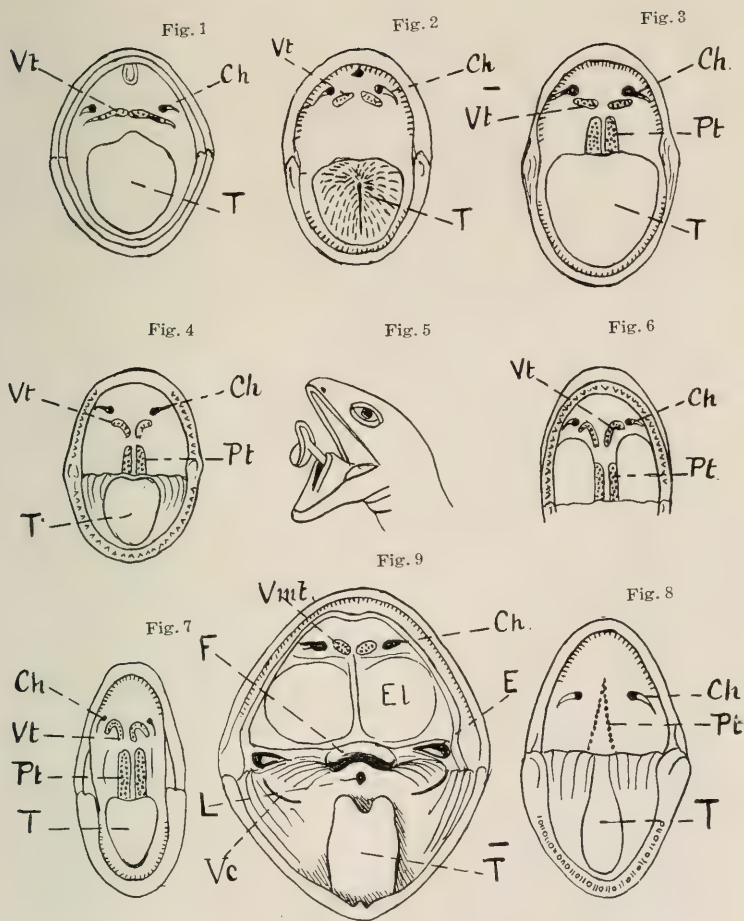 Fig. 1
Fig. 2
Fig. 3
Vt
Ch
T
Vt
Ch
T
Ch.
Vt
Pt
T
Fig. 4
Fig. 5
Fig. 6
Vt
Ch
Pt
T
Vt
Ch
Pt.
Fig. 7
Fig. 9
Fig. 8
Ch
Vt
Pt
T
Vmt.
Ch.
F
El
E
L
Vc
T
Ch
Pt
T